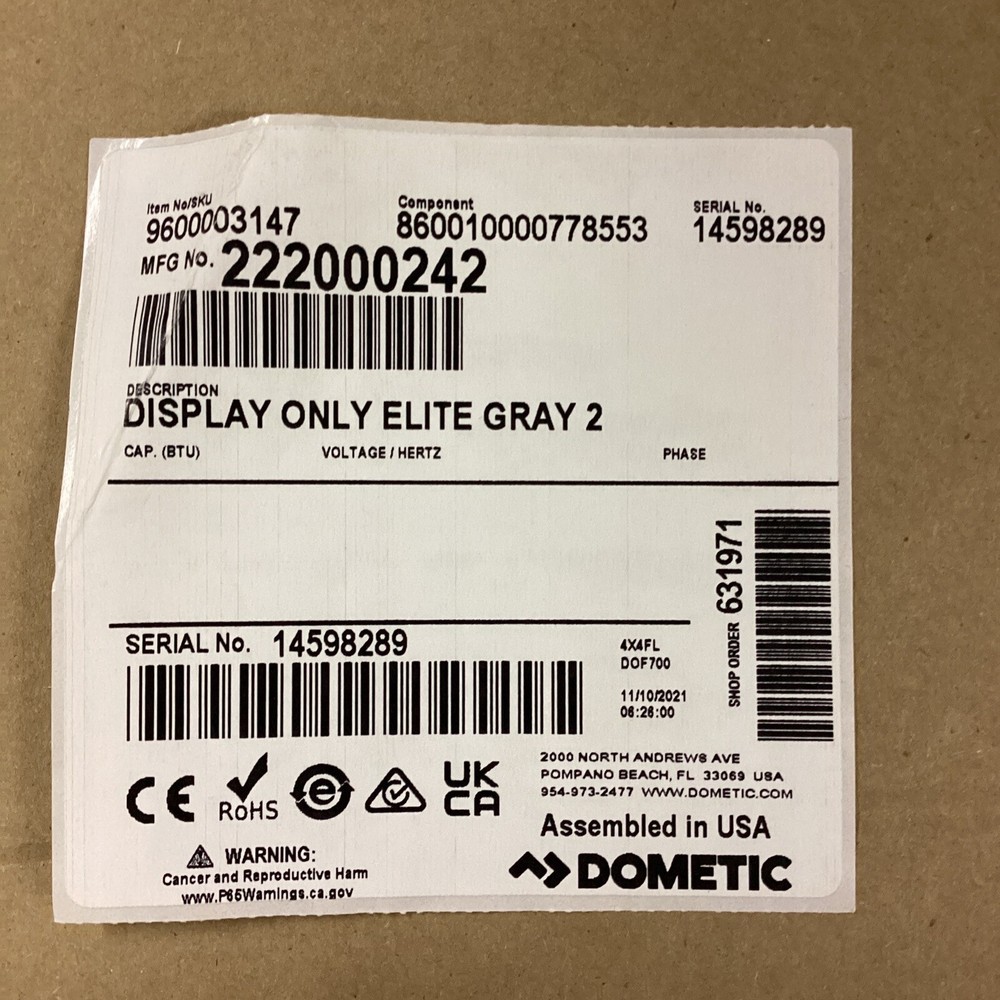 Item No/SKU
9600003147
Component
860010000778553
SERIAL No.
14598289
MFG No. 222000242
DESCRIPTION
DISPLAY ONLY ELITE GRAY 2
CAP. (BTU) VOLTAGE / HERTZ PHASE
SHOP ORDER 631971
SERIAL No. 14598289
4X4FL
DOF700
11/10/2021
06:26:00
CE
RoHS
e
UK
CA
2000 NORTH ANDREWS AVE
POMPANO BEACH, FL 33069 USA
954-973-2477 WWW.DOMETIC.COM
Assembled in USA
DOMETIC
WARNING:
Cancer and Reproductive Harm
www.P65Warnings.ca.gov